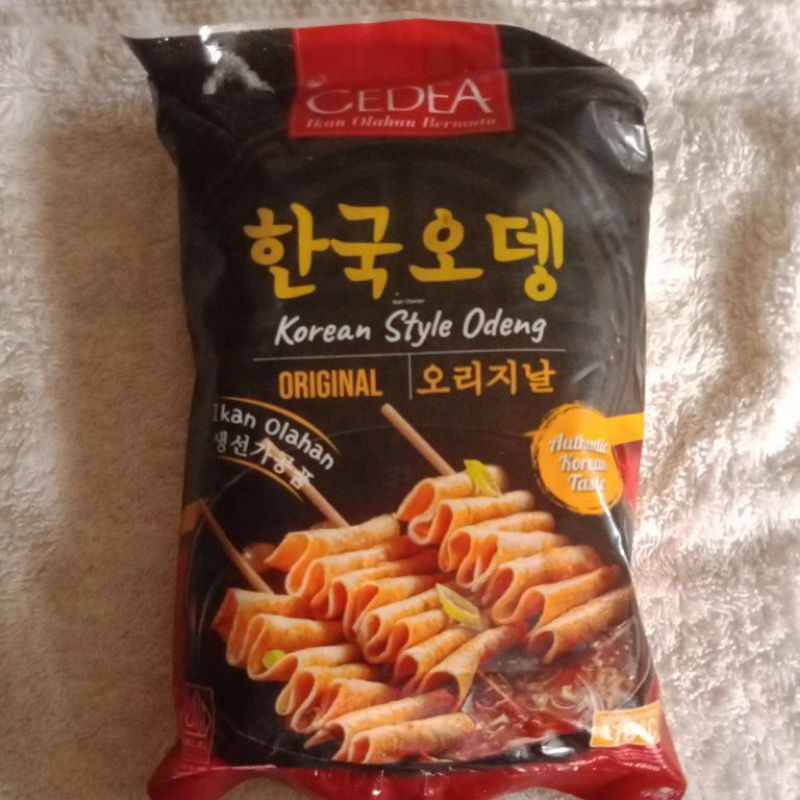 CEDEA
Ikan Olahan Bermutu
한국오뎅
Korean Style Odeng
ORIGINAL 오리지날
Ikan Olahan
생선가공품
Authentic
Korean
Taste
HALAL